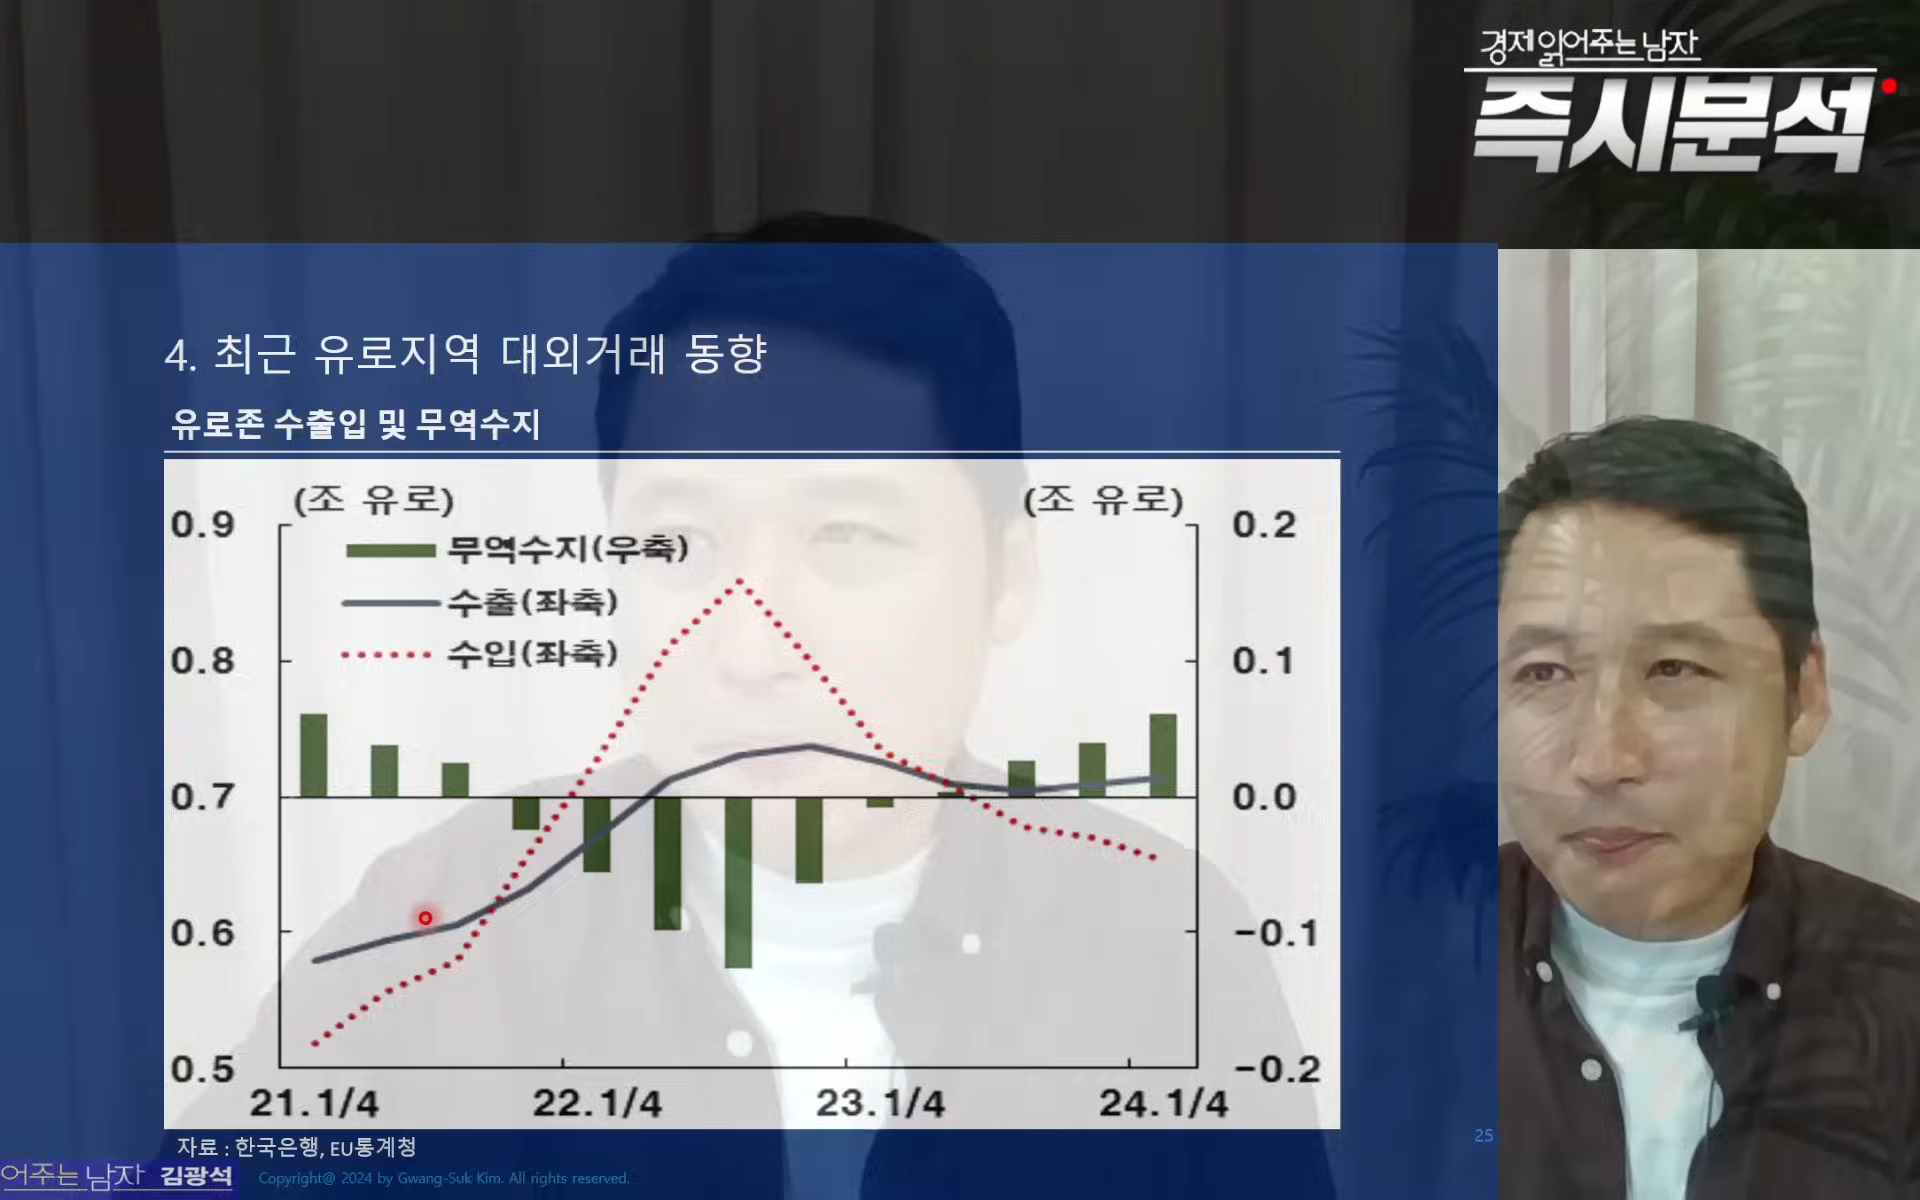 경제 읽어주는 남자
즉시분석
4. 최근 유로지역 대외거래 동향
유로존 수출입 및 무역수지
(조 유로)
(조 유로)
무역수지(우축)
수출(좌축)
수입(좌축)
0.9
0.8
0.7
0.6
0.5
0.2
0.1
0.0
-0.1
-0.2
21.1/4
22.1/4
23.1/4
24.1/4
자료 : 한국은행, EU통계청
25
어주는 남자 김광석
Copyright@ 2024 by Gwang-Suk Kim. All rights reserved.